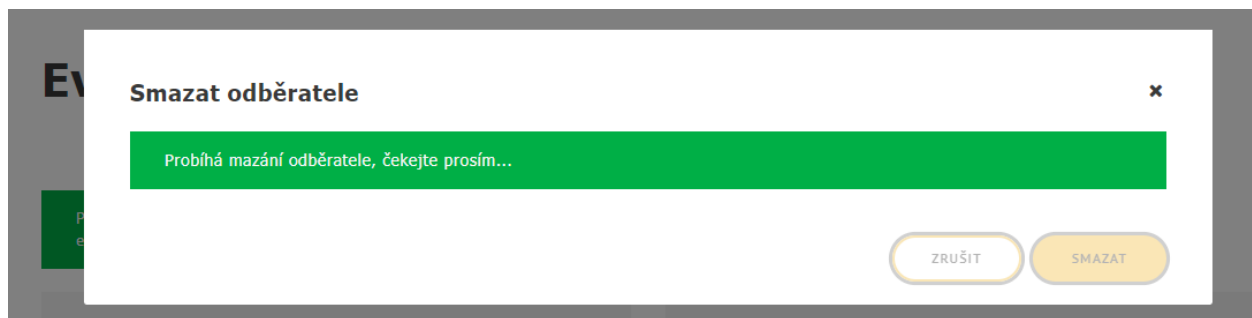 Smazat odběratele
Probíhá mazání odběratele, čekejte prosím...
ZRUŠIT
SMAZAT